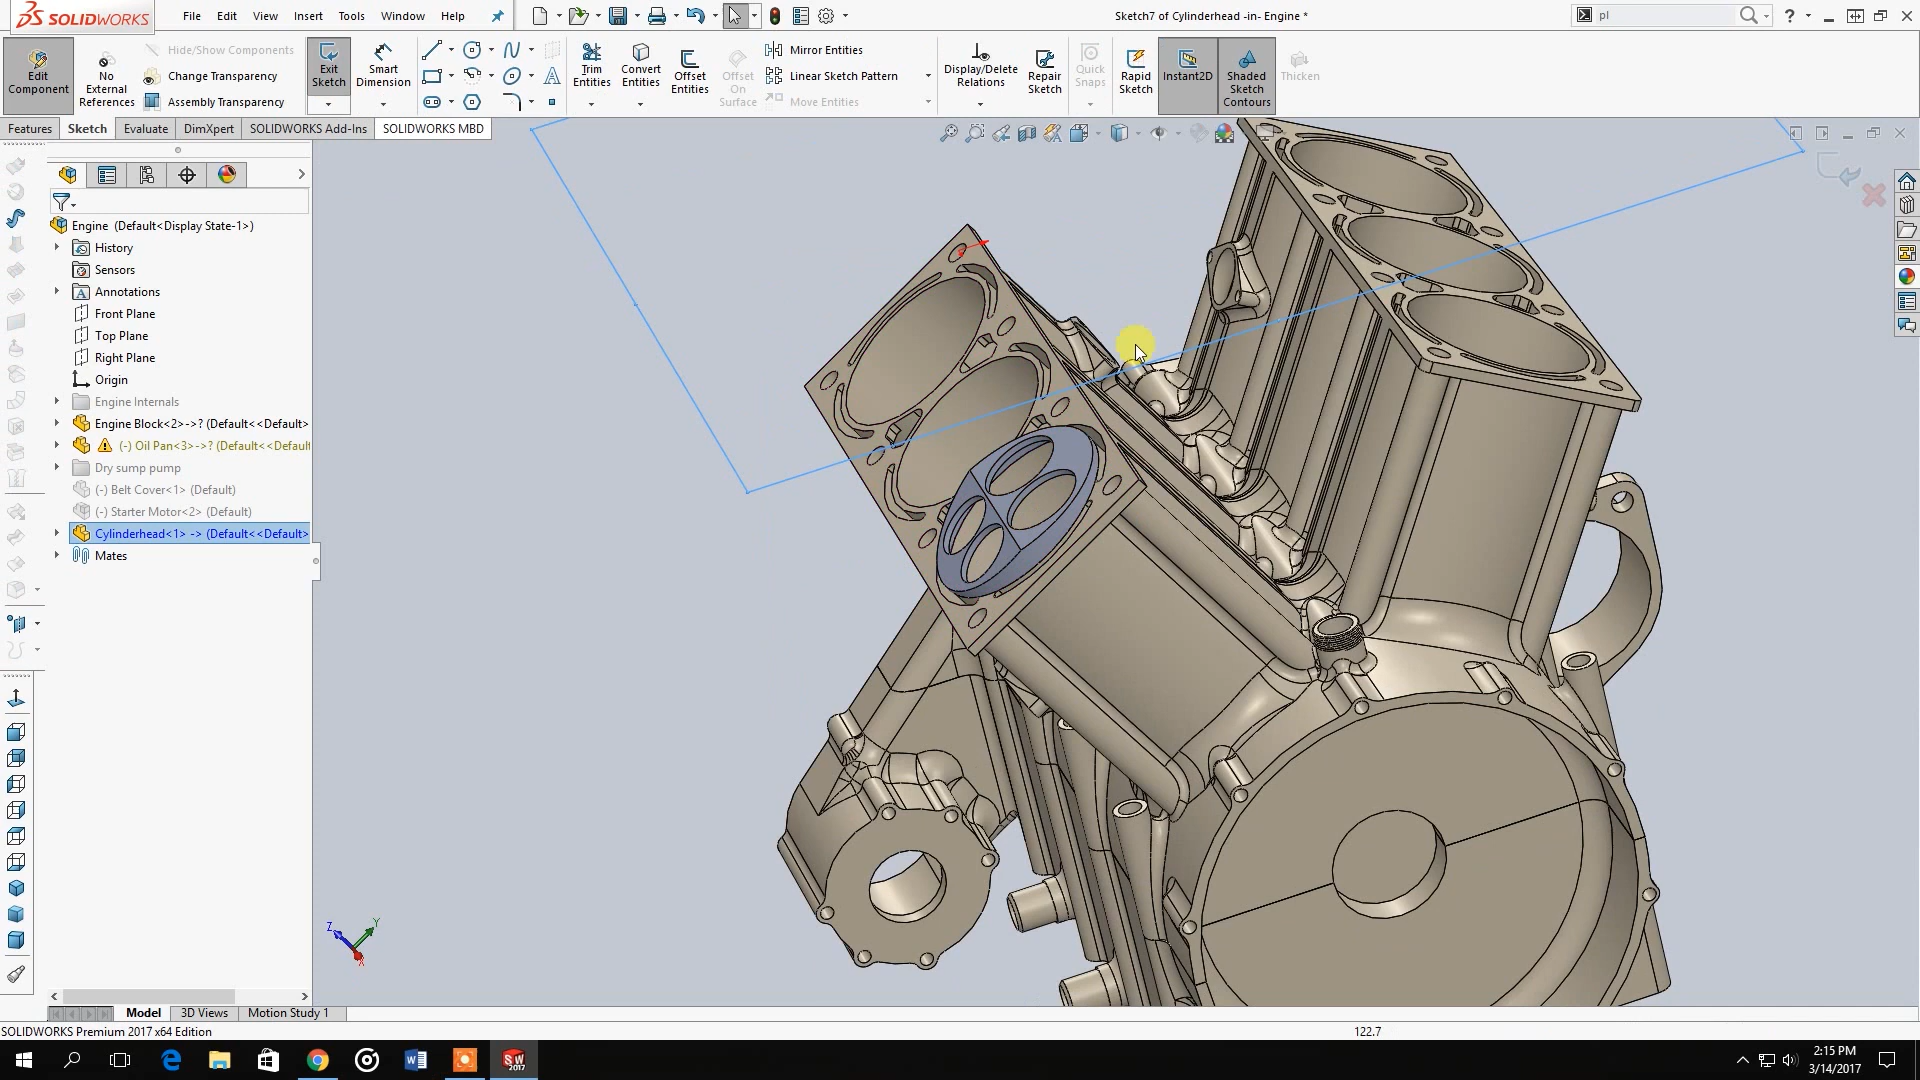 SOLIDWORKS
File Edit View Insert Tools Window Help
Sketch7 of Cylinderhead -in- Engine *
pl
Edit Component
No External References
Hide/Show Components
Change Transparency
Assembly Transparency
Exit Sketch
Smart Dimension
Trim Entities
Convert Entities
Offset Entities
Offset On Surface
Mirror Entities
Linear Sketch Pattern
Move Entities
Display/Delete Relations
Repair Sketch
Quick Snaps
Rapid Sketch
Instant2D
Shaded Sketch Contours
Thicken
Features Sketch Evaluate DimXpert SOLIDWORKS Add-Ins SOLIDWORKS MBD
Engine (Default<Display State-1>)
History
Sensors
Annotations
Front Plane
Top Plane
Right Plane
Origin
Engine Internals
Engine Block<2>->? (Default<<Default>
(-) Oil Pan<3>->? (Default<<Default
Dry sump pump
(-) Belt Cover<1> (Default)
(-) Starter Motor<2> (Default)
Cylinderhead<1> -> (Default<<Default>
Mates
Z Y X
Model 3D Views Motion Study 1
SOLIDWORKS Premium 2017 x64 Edition
122.7
SW 2017
2:15 PM
3/14/2017